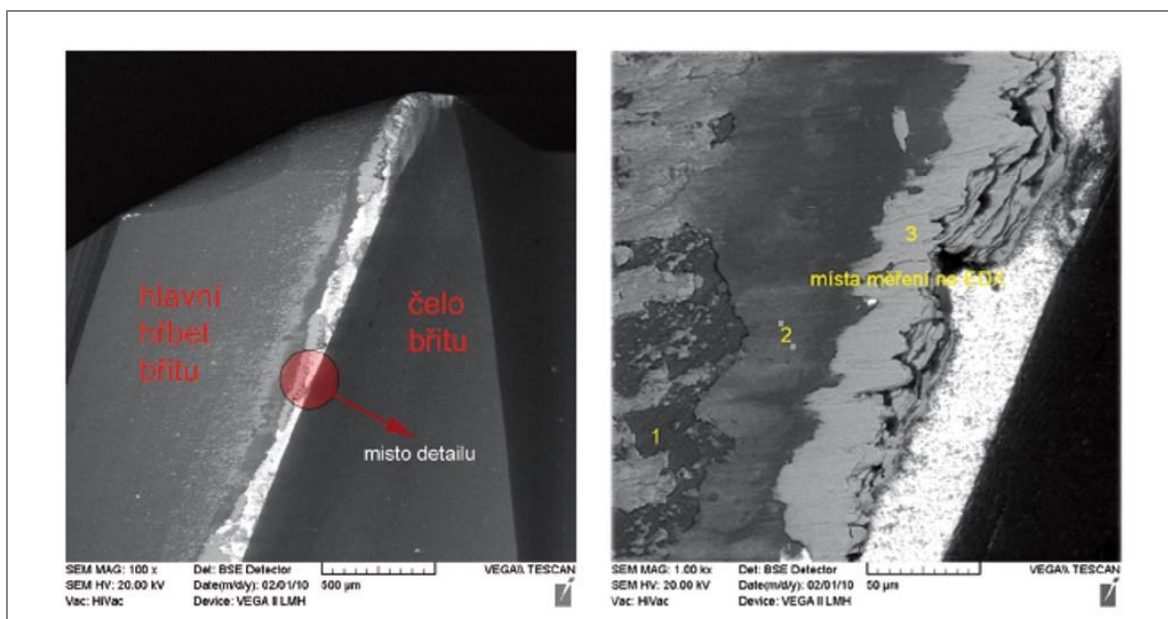 hlavní
hřbet
břitu
čelo
břitu
misto detailu
SEM MAG: 100 x
Det: BSE Detector
SEM HV: 20.00 kV
Date(m/d/y): 02/01/10
500 µm
VEGA\\ TESCAN
Vac: HiVac
Device: VEGA II LMH
3
místa měření ne EDX
2
1
SEM MAG: 1.00 kx
Det: BSE Detector
SEM HV: 20.00 kV
Date(m/d/y): 02/01/10
50 µm
VEGA\\ TESCAN
Vac: HiVac
Device: VEGA II LMH